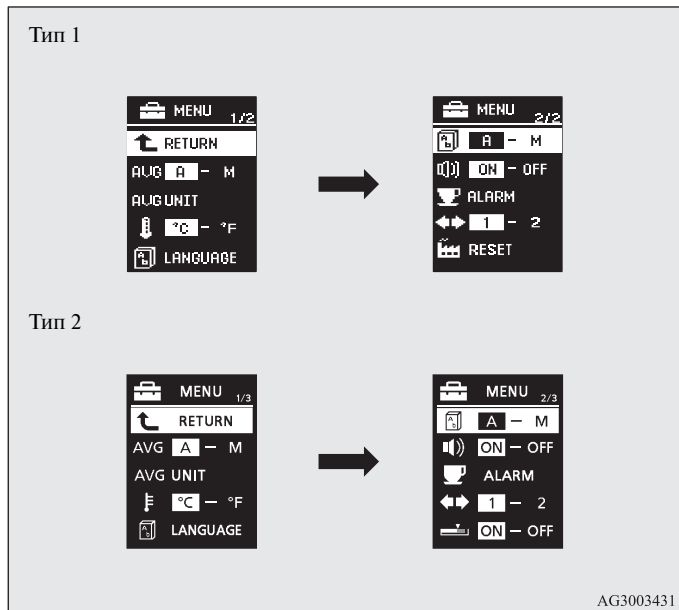 Тип 1
MENU 1/2
RETURN
AVG A - M
AVG UNIT
°C - °F
LANGUAGE
MENU 2/2
A - M
ON - OFF
ALARM
1 - 2
RESET
Тип 2
MENU 1/3
RETURN
AVG A - M
AVG UNIT
°C - °F
LANGUAGE
MENU 2/3
A - M
ON - OFF
ALARM
1 - 2
ON - OFF
AG3003431